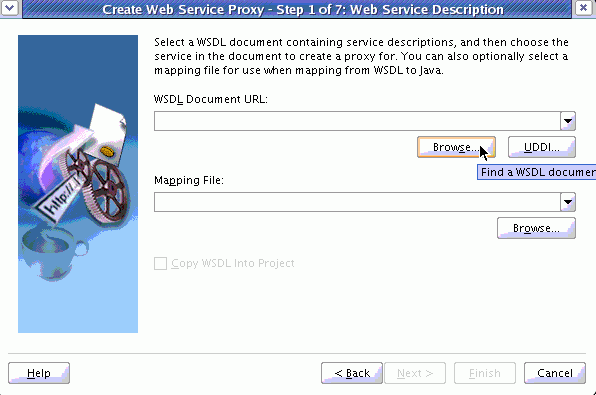 Create Web Service Proxy - Step 1 of 7: Web Service Description
Select a WSDL document containing service descriptions, and then choose the
service in the document to create a proxy for. You can also optionally select a
mapping file for use when mapping from WSDL to Java.
WSDL Document URL:
Browse... UDDI...
Find a WSDL documen
Mapping File:
Browse...
Copy WSDL Into Project
http://
Help < Back Next > Finish Cancel